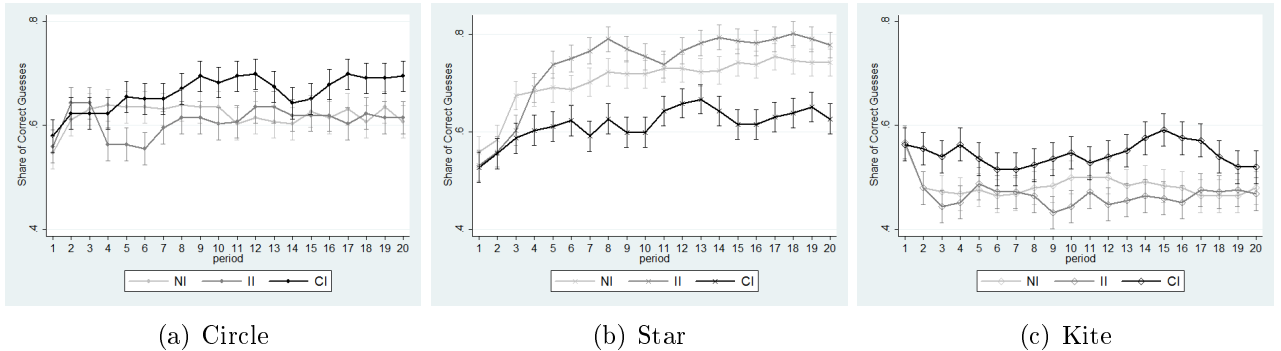 .8
.6
.4
Share of Correct Guesses
1 2 3 4 5 6 7 8 9 10 11 12 13 14 15 16 17 18 19 20
period
NI II CI
(a) Circle
.8
.6
.4
Share of Correct Guesses
1 2 3 4 5 6 7 8 9 10 11 12 13 14 15 16 17 18 19 20
period
NI II CI
(b) Star
.8
.6
.4
Share of Correct Guesses
1 2 3 4 5 6 7 8 9 10 11 12 13 14 15 16 17 18 19 20
period
NI II CI
(c) Kite